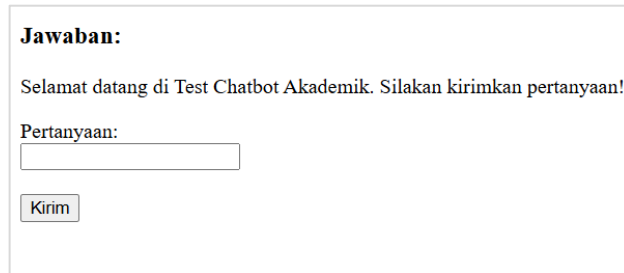 Jawaban:
Selamat datang di Test Chatbot Akademik. Silakan kirimkan pertanyaan!
Pertanyaan:
Kirim